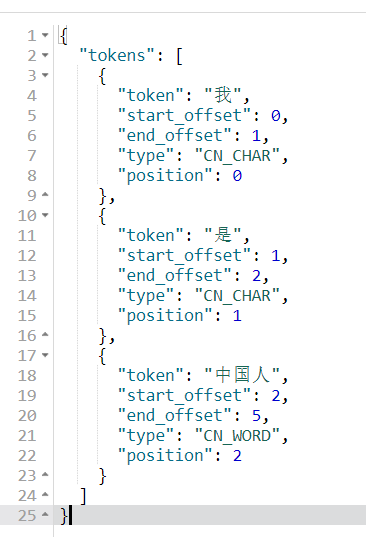 1 {
2 "tokens": [
3 {
4 "token": "我",
5 "start_offset": 0,
6 "end_offset": 1,
7 "type": "CN_CHAR",
8 "position": 0
9 },
10 {
11 "token": "是",
12 "start_offset": 1,
13 "end_offset": 2,
14 "type": "CN_CHAR",
15 "position": 1
16 },
17 {
18 "token": "中国人",
19 "start_offset": 2,
20 "end_offset": 5,
21 "type": "CN_WORD",
22 "position": 2
23 }
24 ]
25 }